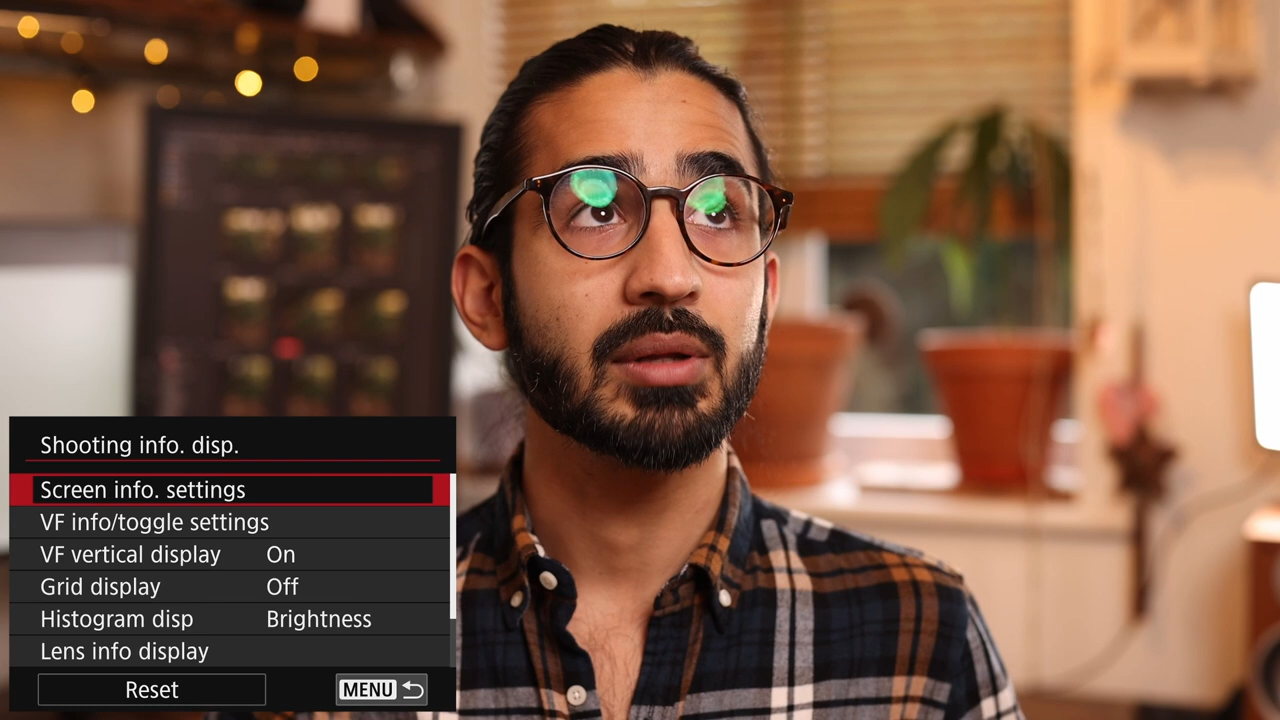 Shooting info. disp.
Screen info. settings
VF info/toggle settings
VF vertical display On
Grid display Off
Histogram disp Brightness
Lens info display
Reset MENU